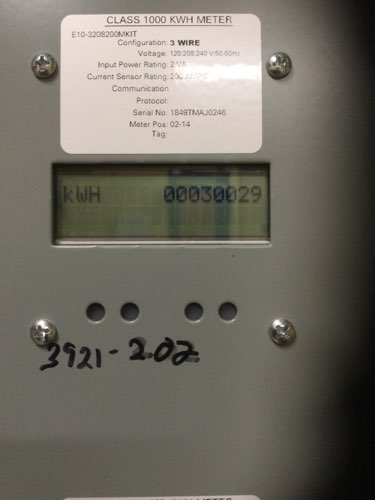 CLASS 1000 KWH METER
E10-3208200MKIT
Configuration: 3 WIRE
Voltage: 120 208 240 V 50 60Hz
Input Power Rating: 2 VA
Current Sensor Rating: 200 AMPS
Communication
Protocol:
Serial No: 1849TMAJ0246
Meter Pos: 02-14
Tag:
kWH 00030029
3921-202
METER